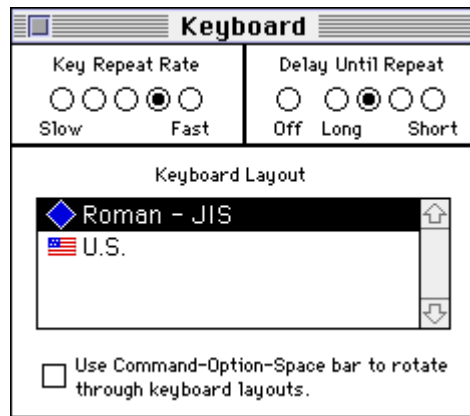 Keyboard
Key Repeat Rate
Slow Fast
Delay Until Repeat
Off Long Short
Keyboard Layout
Roman – JIS
U.S.
Use Command-Option-Space bar to rotate
through keyboard layouts.